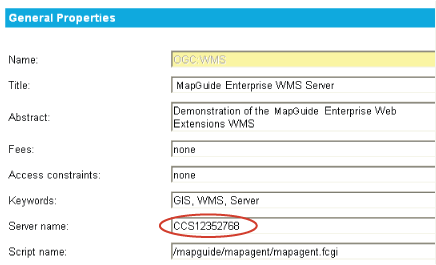 General Properties
Name: OGC:WMS
Title: MapGuide Enterprise WMS Server
Abstract: Demonstration of the MapGuide Enterprise Web
Extensions WMS
Fees: none
Access constraints: none
Keywords: GIS, WMS, Server
Server name: CCS12352768
Script name: /mapguide/mapagent/mapagent.fcgi